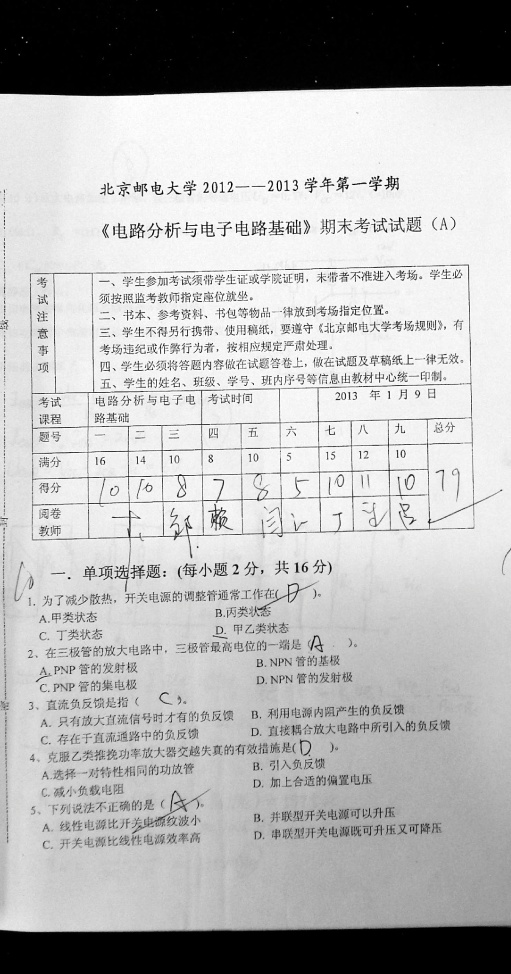 北京邮电大学 2012——2013 学年第一学期
《电路分析与电子电路基础》期末考试试题（A）
考试注意事项
一、学生参加考试须带学生证或学院证明，未带者不准进入考场。学生必
须按照监考教师指定座位就坐。
二、书本、参考资料、书包等物品一律放到考场指定位置。
三、学生不得另行携带、使用稿纸，要遵守《北京邮电大学考场规则》，有
考场违纪或作弊行为者，按相应规定严肃处理。
四、学生必须将答题内容做在试题答卷上，做在试题及草稿纸上一律无效。
五、学生的姓名、班级、学号、班内序号等信息由教材中心统一印制。
考试课程 电路分析与电子电路基础 考试时间 2013 年 1 月 9 日
题号 一 二 三 四 五 六 七 八 九 总分
满分 16 14 10 8 10 5 15 12 10
得分 10 10 8 7 8 5 10 11 10 79
阅卷教师
10
一．单项选择题：(每小题 2 分，共 16 分)
1. 为了减少散热，开关电源的调整管通常工作在( D )。
A.甲类状态 B.丙类状态
C. 丁类状态 D. 甲乙类状态
2、在三极管的放大电路中，三极管最高电位的一端是（ A ）。
A. PNP 管的发射极 B. NPN 管的基极
C. PNP 管的集电极 D. NPN 管的发射极
3、直流负反馈是指（ C ）。
A. 只有放大直流信号时才有的负反馈 B. 利用电源内阻产生的负反馈
C. 存在于直流通路中的负反馈 D. 直接耦合放大电路中所引入的负反馈
4、克服乙类推挽功率放大器交越失真的有效措施是( D )。
A.选择一对特性相同的功放管 B. 引入负反馈
C. 减小负载电阻 D. 加上合适的偏置电压
5、下列说法不正确的是（ A ）。
A. 线性电源比开关电源纹波小 B. 并联型开关电源可以升压
C. 开关电源比线性电源效率高 D. 串联型开关电源既可升压又可降压